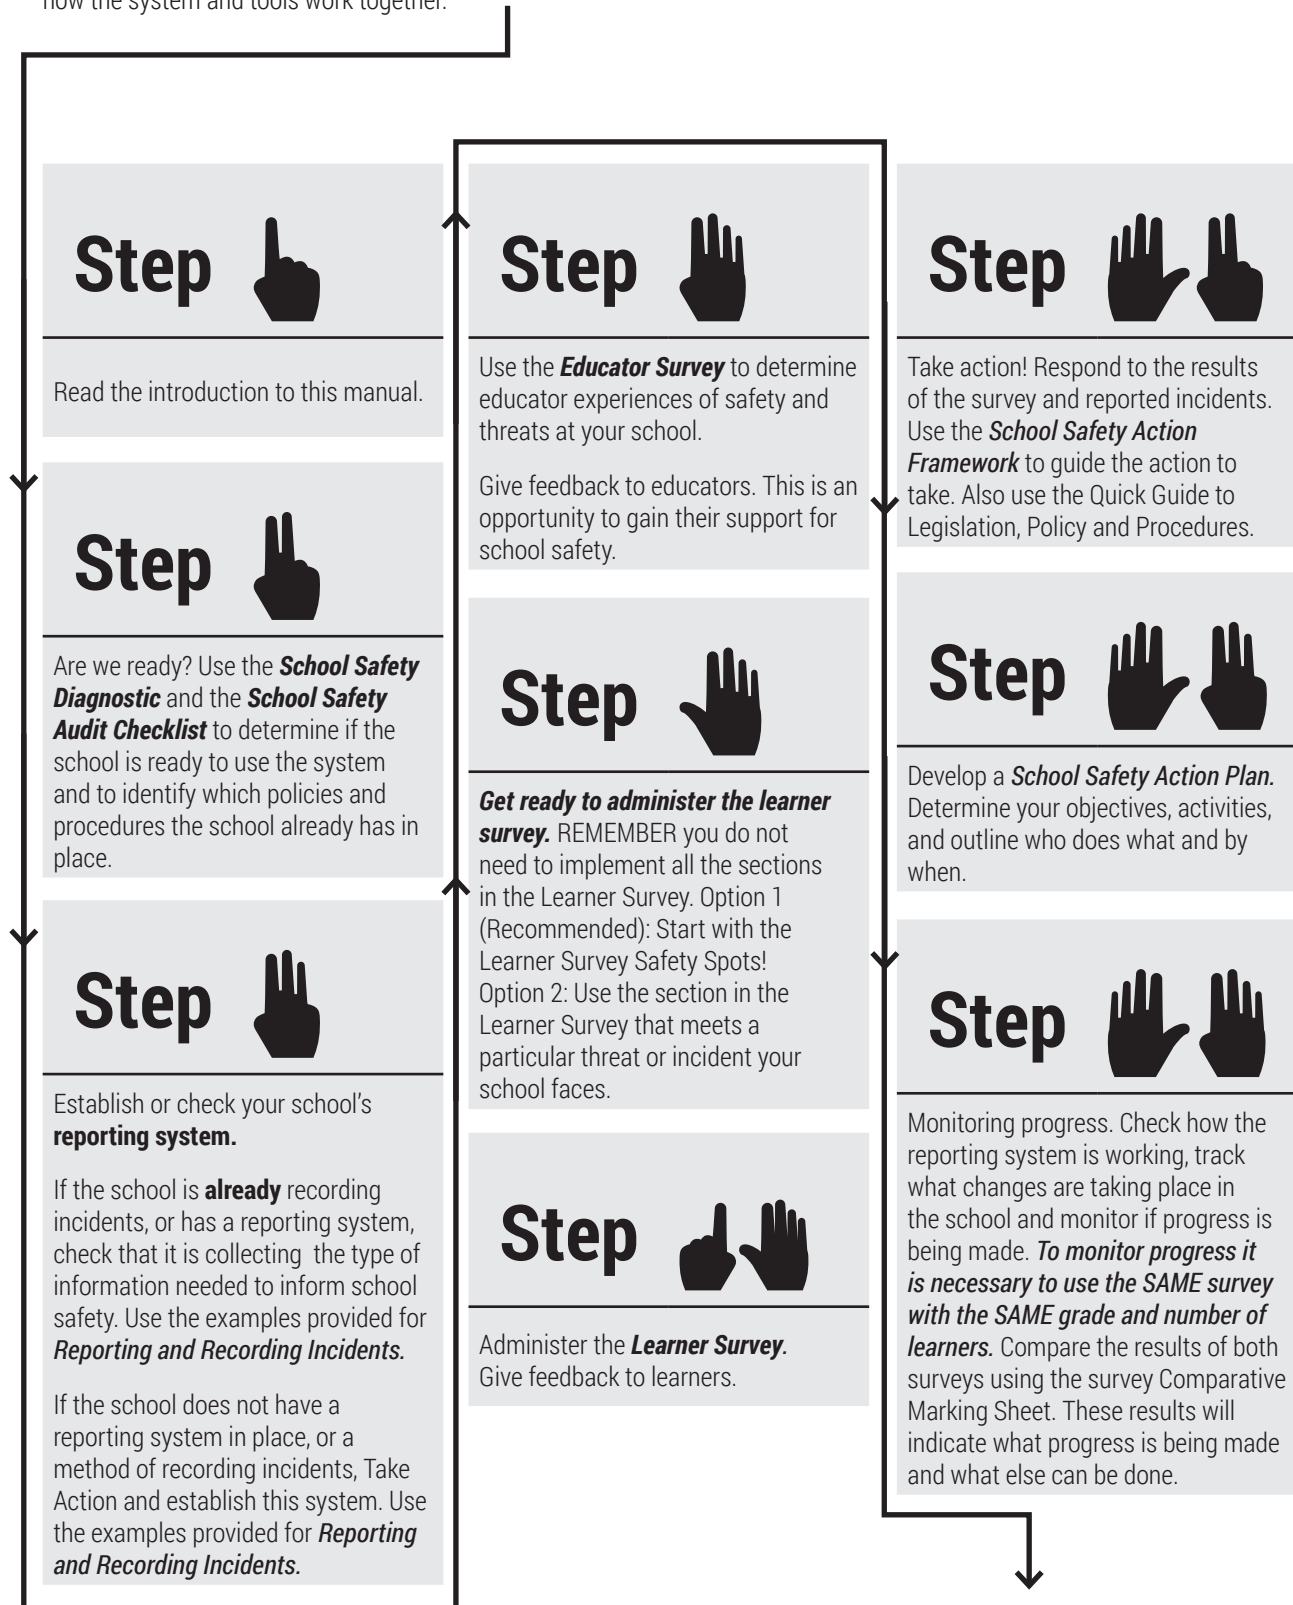 how the system and tools work together.
Step
Read the introduction to this manual.
Step
Are we ready? Use the School Safety
Diagnostic and the School Safety
Audit Checklist to determine if the
school is ready to use the system
and to identify which policies and
procedures the school already has in
place.
Step
Establish or check your school’s
reporting system.
If the school is already recording
incidents, or has a reporting system,
check that it is collecting  the type of
information needed to inform school
safety. Use the examples provided for
Reporting and Recording Incidents.
If the school does not have a
reporting system in place, or a
method of recording incidents, Take
Action and establish this system. Use
the examples provided for Reporting
and Recording Incidents.
Step
Use the Educator Survey to determine
educator experiences of safety and
threats at your school.
Give feedback to educators. This is an
opportunity to gain their support for
school safety.
Step
Get ready to administer the learner
survey. REMEMBER you do not
need to implement all the sections
in the Learner Survey. Option 1
(Recommended): Start with the
Learner Survey Safety Spots!
Option 2: Use the section in the
Learner Survey that meets a
particular threat or incident your
school faces.
Step
Administer the Learner Survey.
Give feedback to learners.
Step
Take action! Respond to the results
of the survey and reported incidents.
Use the School Safety Action
Framework to guide the action to
take. Also use the Quick Guide to
Legislation, Policy and Procedures.
Step
Develop a School Safety Action Plan.
Determine your objectives, activities,
and outline who does what and by
when.
Step
Monitoring progress. Check how the
reporting system is working, track
what changes are taking place in
the school and monitor if progress is
being made. To monitor progress it
is necessary to use the SAME survey
with the SAME grade and number of
learners. Compare the results of both
surveys using the survey Comparative
Marking Sheet. These results will
indicate what progress is being made
and what else can be done.